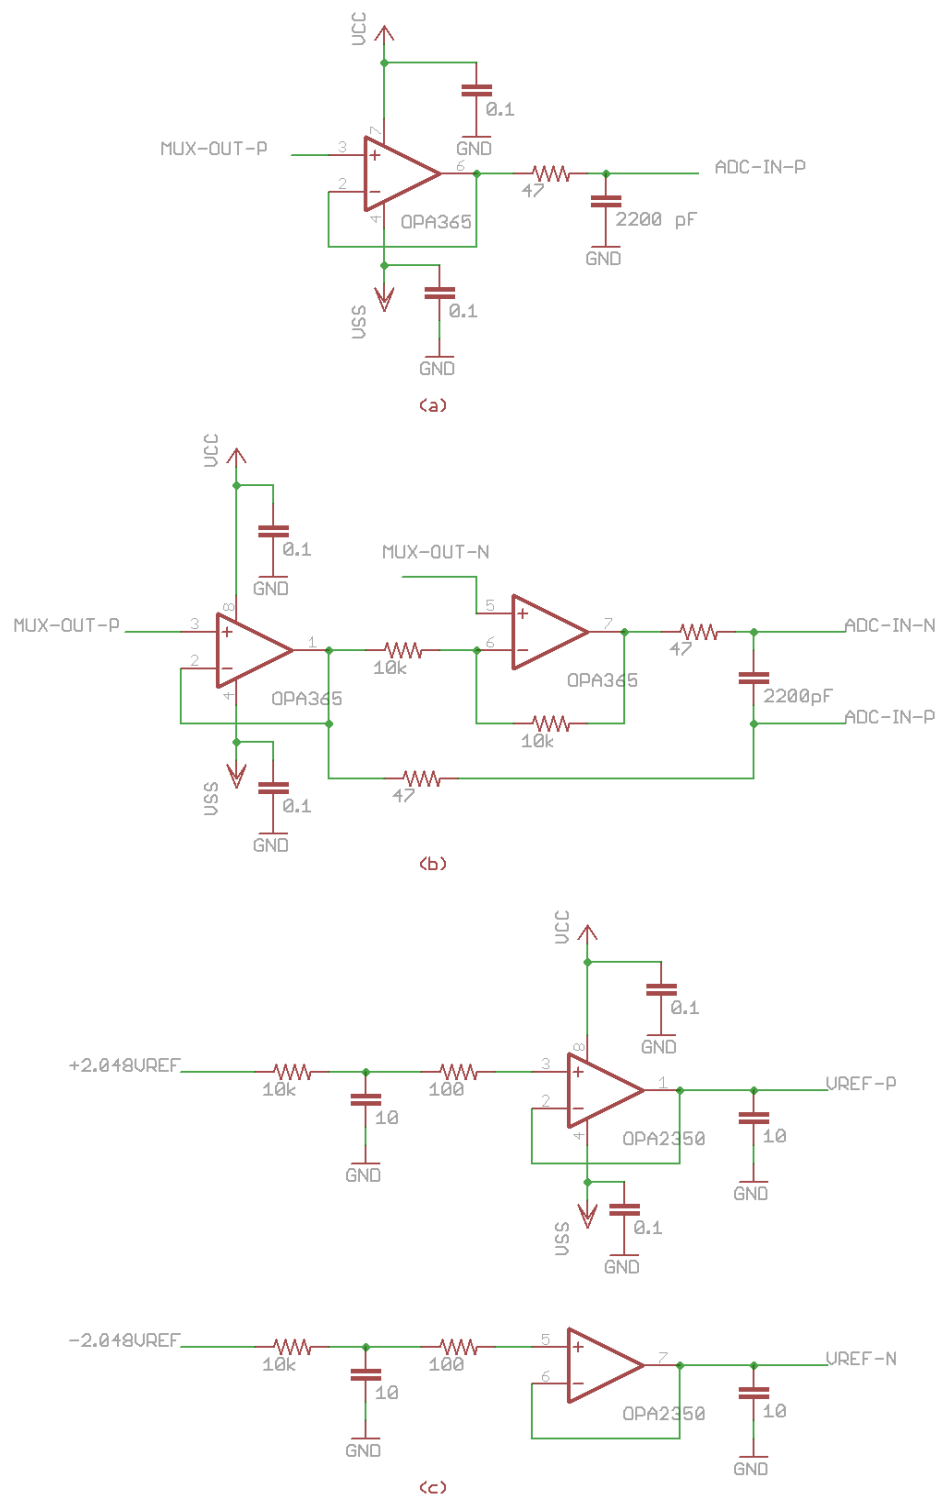 VCC
0.1
GND
7
MUX-OUT-P
3
+
6
ADC-IN-P
2
-
47
4
OPA365
2200 pF
GND
VSS
0.1
GND
(a)
VCC
0.1
GND
MUX-OUT-N
8
5
+
7
MUX-OUT-P
3
+
1
6
-
47
ADC-IN-N
2
-
10k
4
OPA365
OPA365
2200pF
10k
ADC-IN-P
VSS
0.1
47
GND
(b)
VCC
0.1
GND
8
+2.048VREF
10k
100
3
+
1
VREF-P
10
2
-
4
OPA2350
10
GND
GND
VSS
0.1
GND
-2.048VREF
10k
100
5
+
7
VREF-N
10
6
-
OPA2350
10
GND
GND
(c)